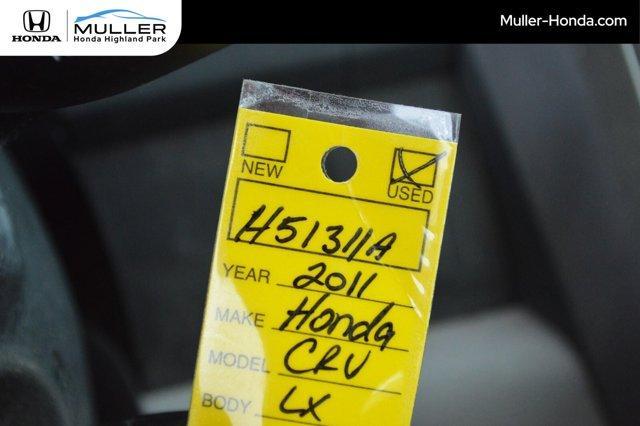 HONDA
MULLER
Honda Highland Park
Muller-Honda.com
NEW
USED
H51311A
YEAR 2011
MAKE Honda
MODEL CRV
BODY LX